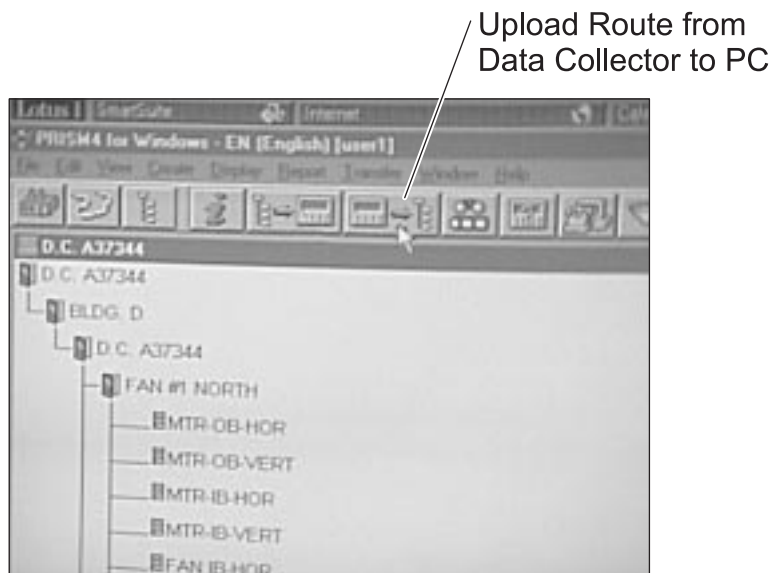 Upload Route from
Data Collector to PC
Lotus SmartSuite Internet
PRISM4 for Windows - EN (English) [user1]
File Edit View Create Display Report Transfer Window Help
D.C. A37344
D.C. A37344
BLDG. D
D.C. A37344
FAN #1 NORTH
MTR-OB-HOR
MTR-OB-VERT
MTR-IB-HOR
MTR-IB-VERT
FAN IB-HOR